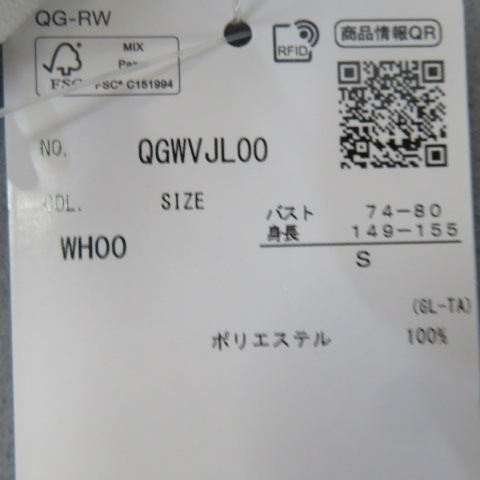 QG-RW
RFID
商品情報QR
MIX
FSC
FSC® C151994
NO. QGWVJL00
COL. SIZE
WH00
バスト 74-80
身長 149-155
S
(GL-TA)
ポリエステル 100%